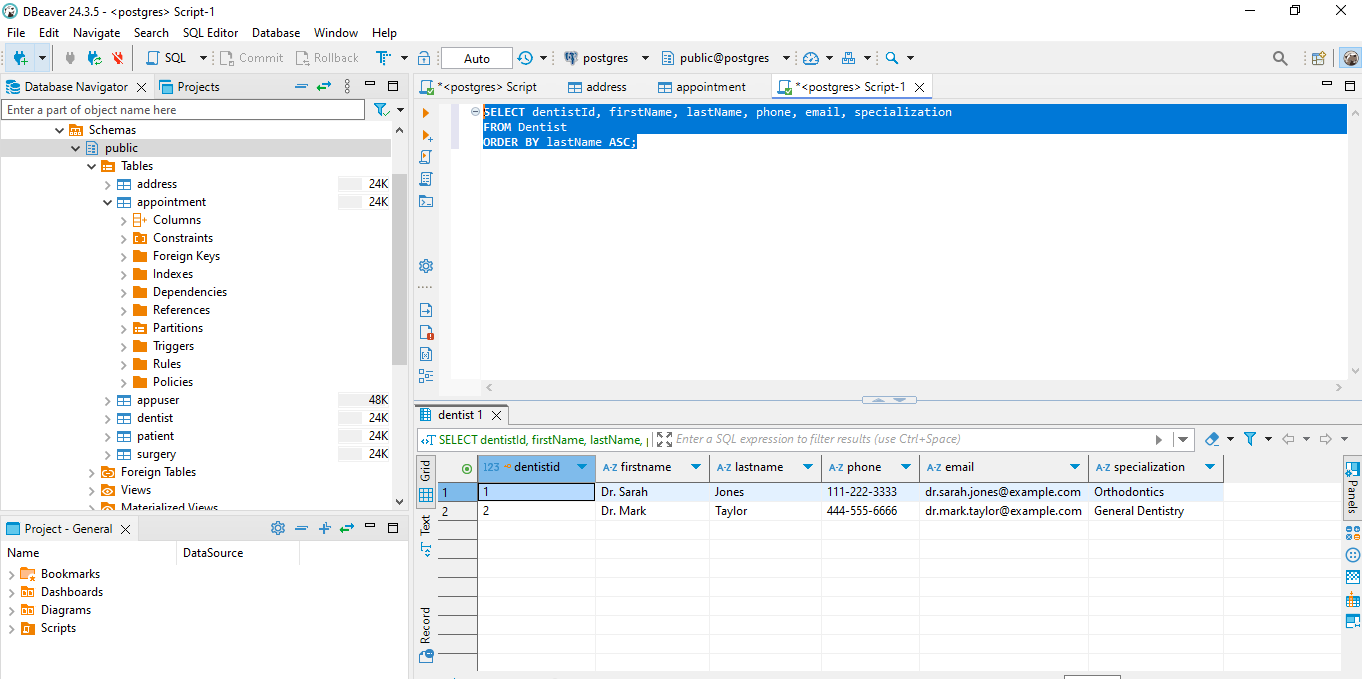 DBeaver 24.3.5 - <postgres> Script-1
File Edit Navigate Search SQL Editor Database Window Help
SQL Commit Rollback Auto postgres public@postgres
Database Navigator Projects
Enter a part of object name here
Schemas
public
Tables
address 24K
appointment 24K
Columns
Constraints
Foreign Keys
Indexes
Dependencies
References
Partitions
Triggers
Rules
Policies
appuser 48K
dentist 24K
patient 24K
surgery 24K
Foreign Tables
Views
Materialized Views
Project - General
Name DataSource
Bookmarks
Dashboards
Diagrams
Scripts
*<postgres> Script address appointment *<postgres> Script-1
SELECT dentistId, firstName, lastName, phone, email, specialization
FROM Dentist
ORDER BY lastName ASC;
dentist 1
SELECT dentistId, firstName, lastName, Enter a SQL expression to filter results (use Ctrl+Space)
Grid
Text
Record
123 dentistid A-Z firstname A-Z lastname A-Z phone A-Z email A-Z specialization
1 1 Dr. Sarah Jones 111-222-3333 dr.sarah.jones@example.com Orthodontics
2 2 Dr. Mark Taylor 444-555-6666 dr.mark.taylor@example.com General Dentistry
Panels